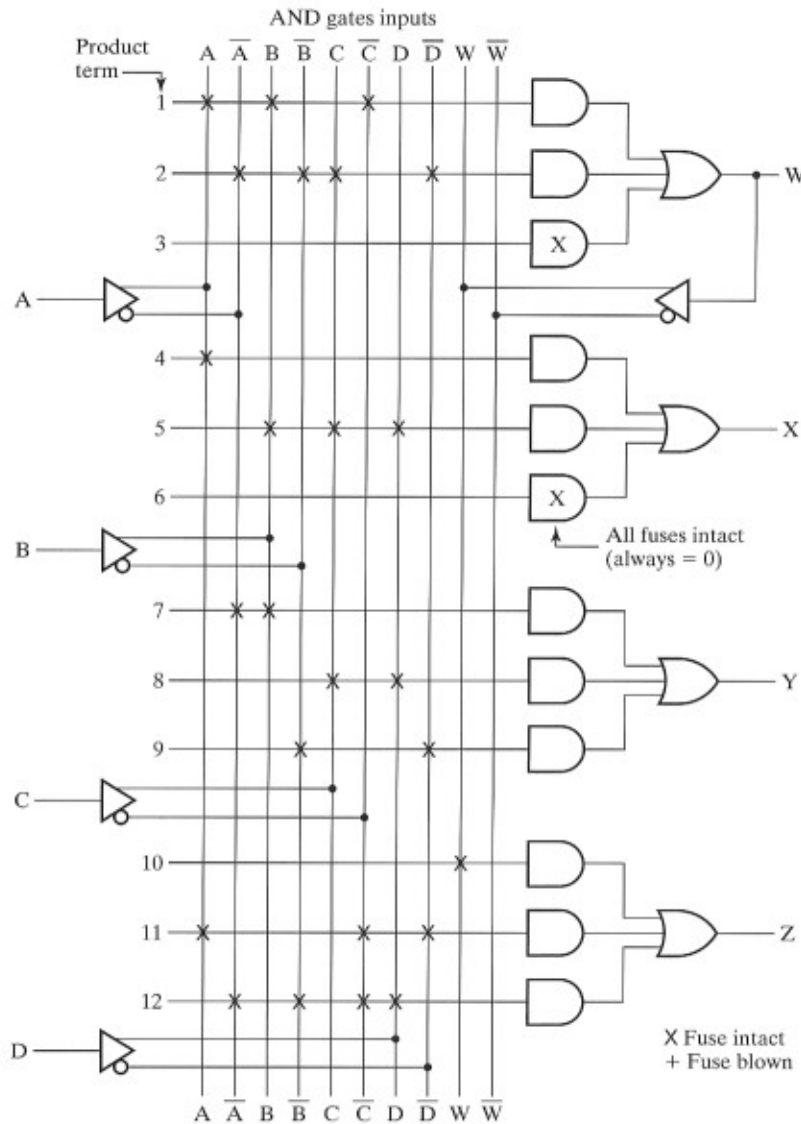 AND gates inputs
Product term
A A̅ B B̅ C C̅ D D̅ W W̅
1
2
W
3
X
A
4
5
X
6
X
All fuses intact
(always = 0)
B
7
8
Y
9
C
10
11
Z
12
X Fuse intact
+ Fuse blown
D
A A̅ B B̅ C C̅ D D̅ W W̅